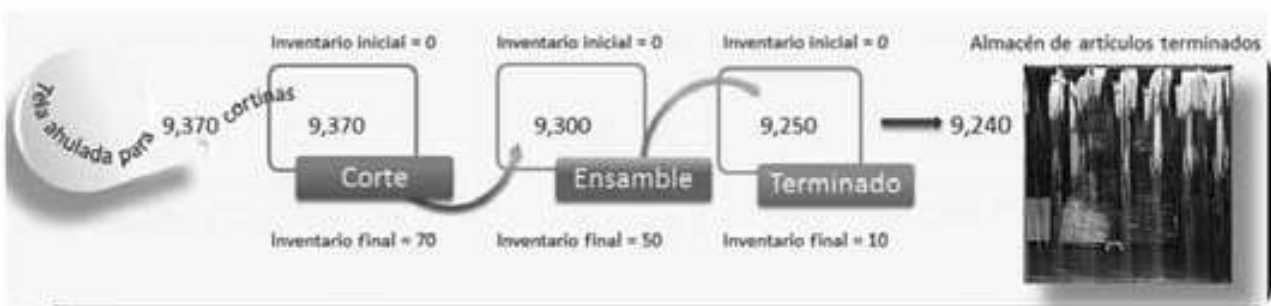 Inventario inicial = 0
Inventario inicial = 0
Inventario inicial = 0
Almacén de artículos terminados
Tela ahulada para cortinas
9,370
9,370
9,300
9,250
9,240
Corte
Ensamble
Terminado
Inventario final = 70
Inventario final = 50
Inventario final = 10